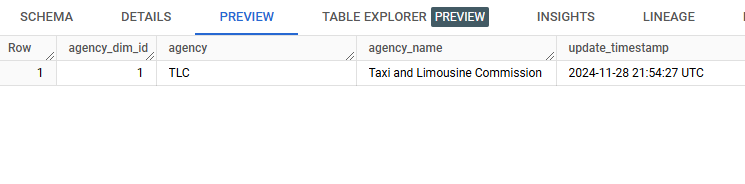 SCHEMA DETAILS PREVIEW TABLE EXPLORER PREVIEW INSIGHTS LINEAGE
Row agency_dim_id agency agency_name update_timestamp
1 1 TLC Taxi and Limousine Commission 2024-11-28 21:54:27 UTC